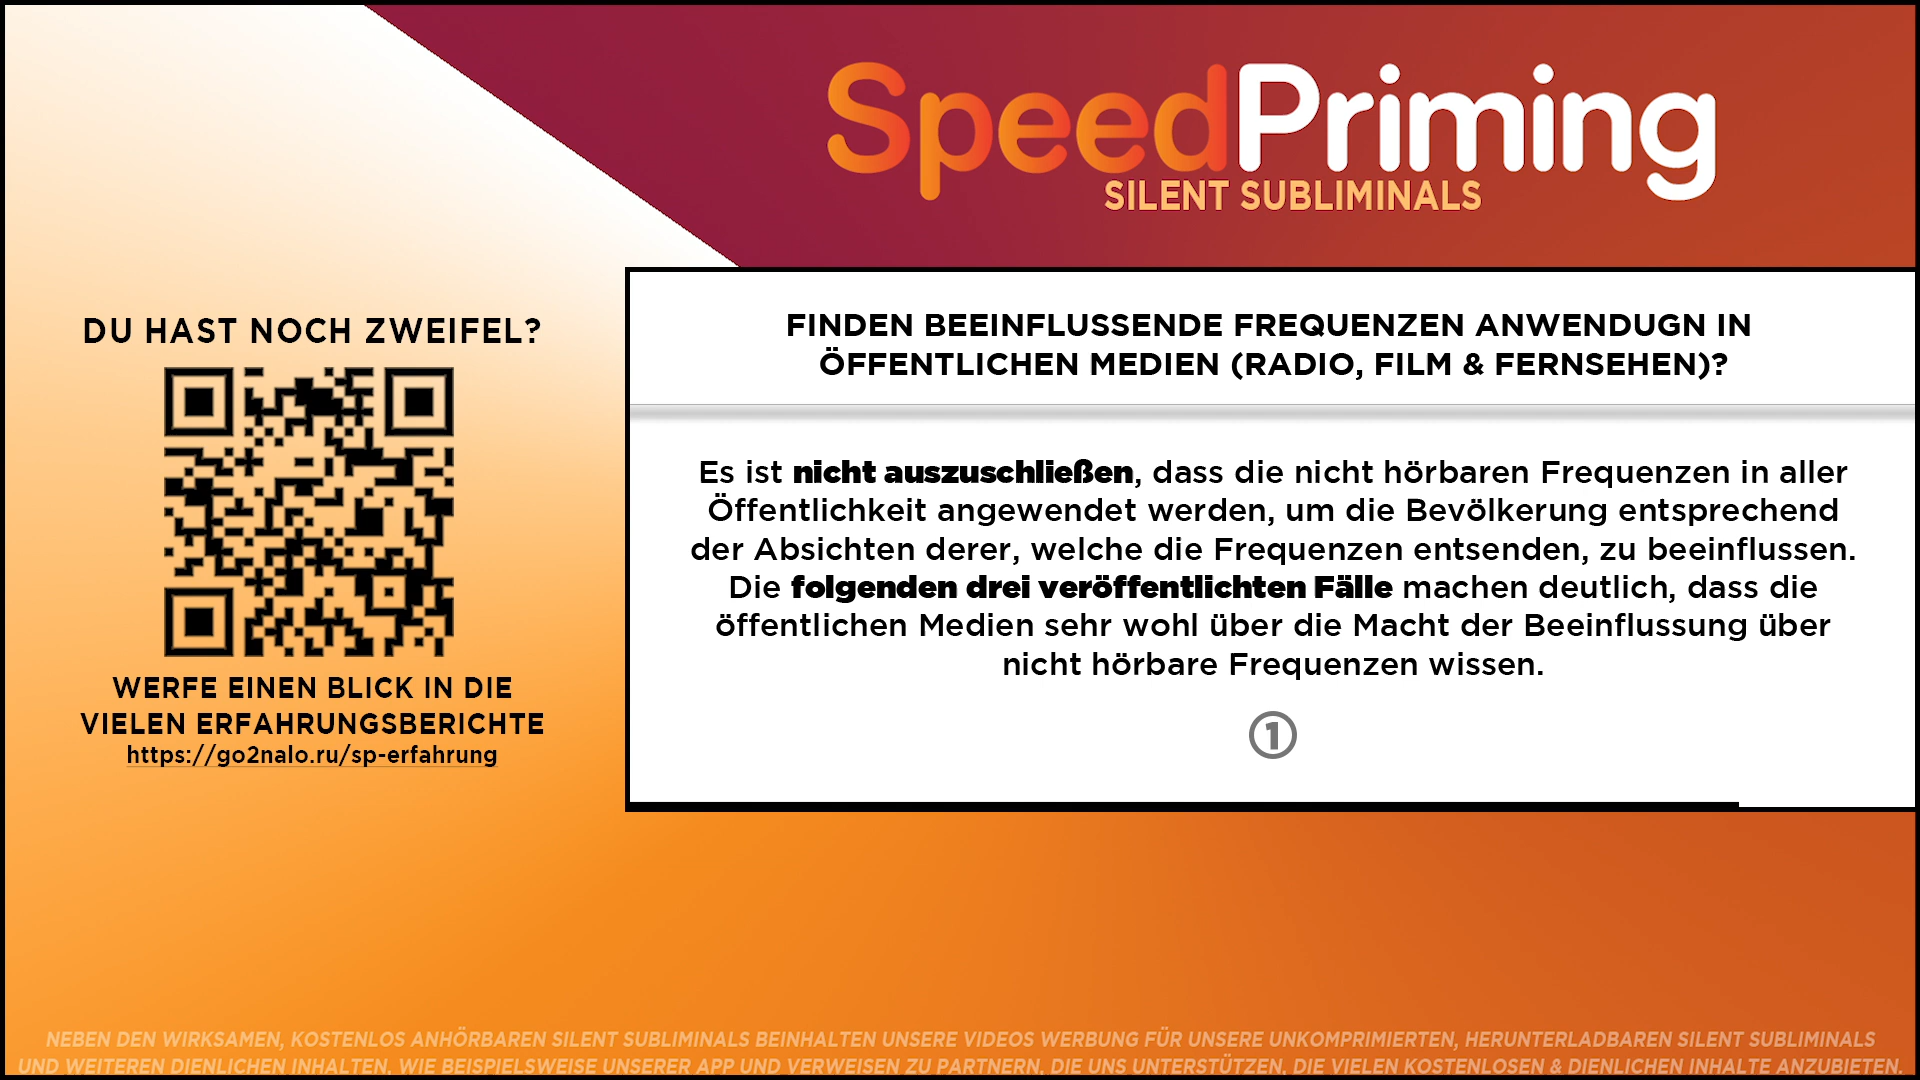 SpeedPriming
SILENT SUBLIMINALS
DU HAST NOCH ZWEIFEL?
WERFE EINEN BLICK IN DIE
VIELEN ERFAHRUNGSBERICHTE
https://go2nalo.ru/sp-erfahrung
FINDEN BEEINFLUSSENDE FREQUENZEN ANWENDUGN IN
ÖFFENTLICHEN MEDIEN (RADIO, FILM & FERNSEHEN)?
Es ist nicht auszuschließen, dass die nicht hörbaren Frequenzen in aller
Öffentlichkeit angewendet werden, um die Bevölkerung entsprechend
der Absichten derer, welche die Frequenzen entsenden, zu beeinflussen.
Die folgenden drei veröffentlichten Fälle machen deutlich, dass die
öffentlichen Medien sehr wohl über die Macht der Beeinflussung über
nicht hörbare Frequenzen wissen.
①
NEBEN DEN WIRKSAMEN, KOSTENLOS ANHÖRBAREN SILENT SUBLIMINALS BEINHALTEN UNSERE VIDEOS WERBUNG FÜR UNSERE UNKOMPRIMIERTEN, HERUNTERLADBAREN SILENT SUBLIMINALS
UND WEITEREN DIENLICHEN INHALTEN, WIE BEISPIELSWEISE UNSERER APP UND VERWEISEN ZU PARTNERN, DIE UNS UNTERSTÜTZEN, DIE VIELEN KOSTENLOSEN & DIENLICHEN INHALTE ANZUBIETEN.